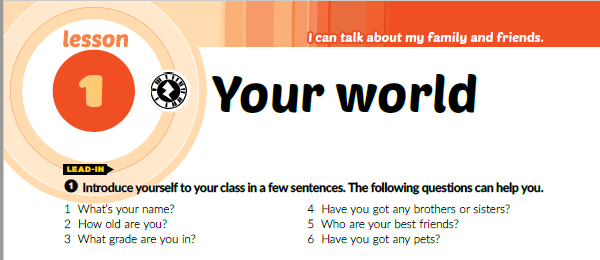 lesson
I can talk about my family and friends.
1
Your world
LEAD-IN
1 Introduce yourself to your class in a few sentences. The following questions can help you.
1 What's your name?
2 How old are you?
3 What grade are you in?
4 Have you got any brothers or sisters?
5 Who are your best friends?
6 Have you got any pets?